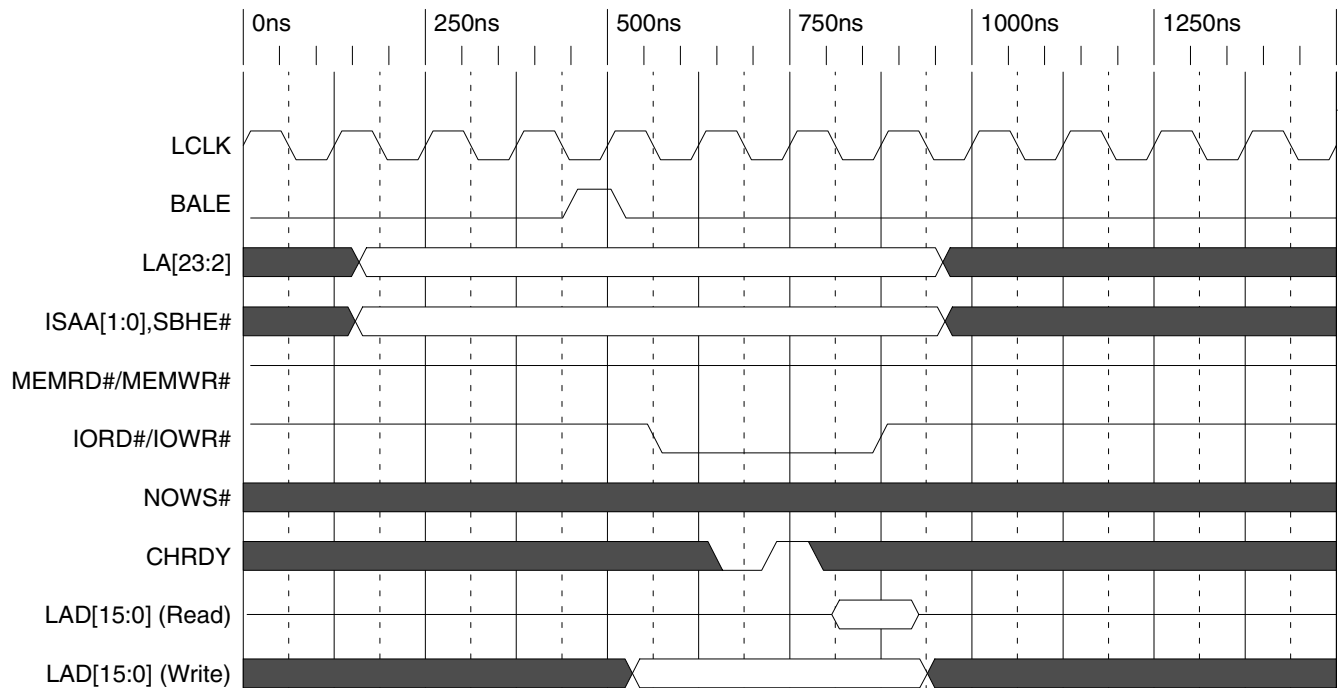 0ns 250ns 500ns 750ns 1000ns 1250ns
LCLK
BALE
LA[23:2]
ISAA[1:0],SBHE#
MEMRD#/MEMWR#
IORD#/IOWR#
NOWS#
CHRDY
LAD[15:0] (Read)
LAD[15:0] (Write)